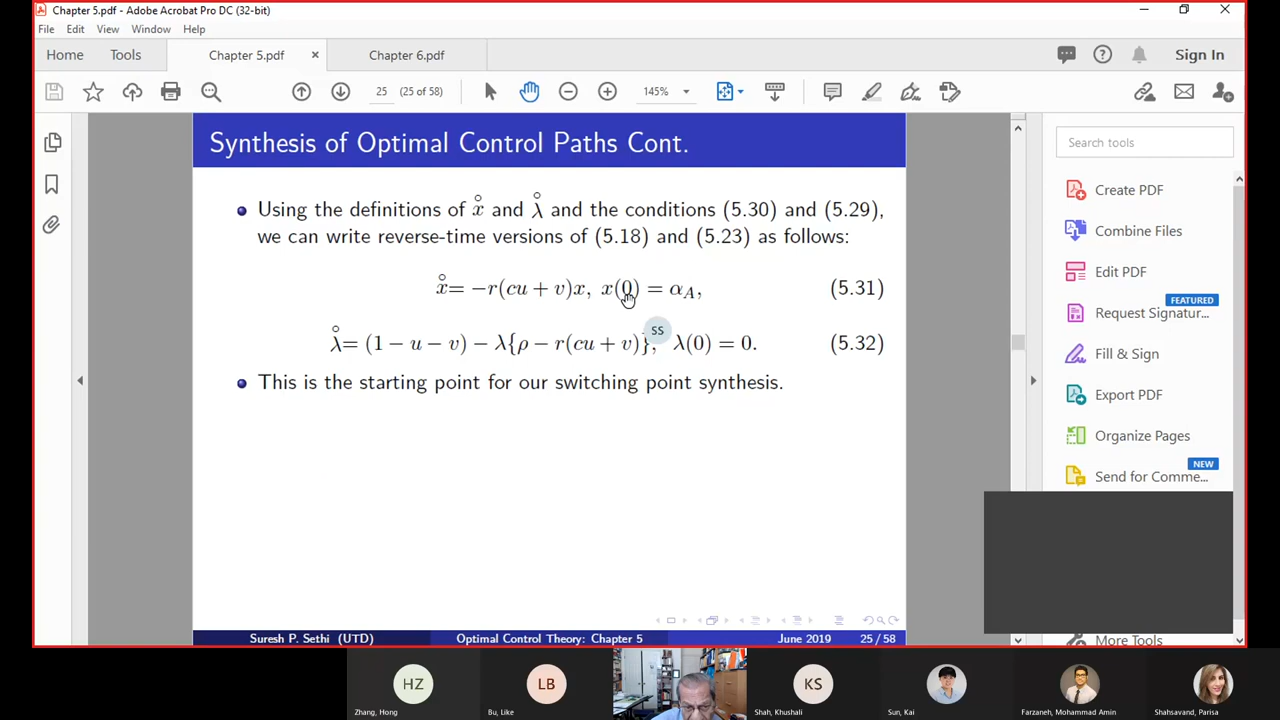 Chapter 5.pdf - Adobe Acrobat Pro DC (32-bit)
File Edit View Window Help
Home Tools Chapter 5.pdf × Chapter 6.pdf Sign In
25 (25 of 58) 145%
Synthesis of Optimal Control Paths Cont.
Using the definitions of x̊ and λ̊ and the conditions (5.30) and (5.29),
we can write reverse-time versions of (5.18) and (5.23) as follows:
x̊= −r(cu + v)x, x(0) = α_A, (5.31)
λ̊= (1 − u − v) − λ{ρ − r(cu + v)}, λ(0) = 0. (5.32)
SS
This is the starting point for our switching point synthesis.
Suresh P. Sethi (UTD) Optimal Control Theory: Chapter 5 June 2019 25 / 58
Search tools
Create PDF
Combine Files
Edit PDF
FEATURED
Request Signatur...
Fill & Sign
Export PDF
Organize Pages
NEW
Send for Comme...
More Tools
HZ LB KS
Zhang, Hong Bu, Like Shah, Khushali Sun, Kai Farzaneh, Mohammad Amin Shahsavand, Parisa